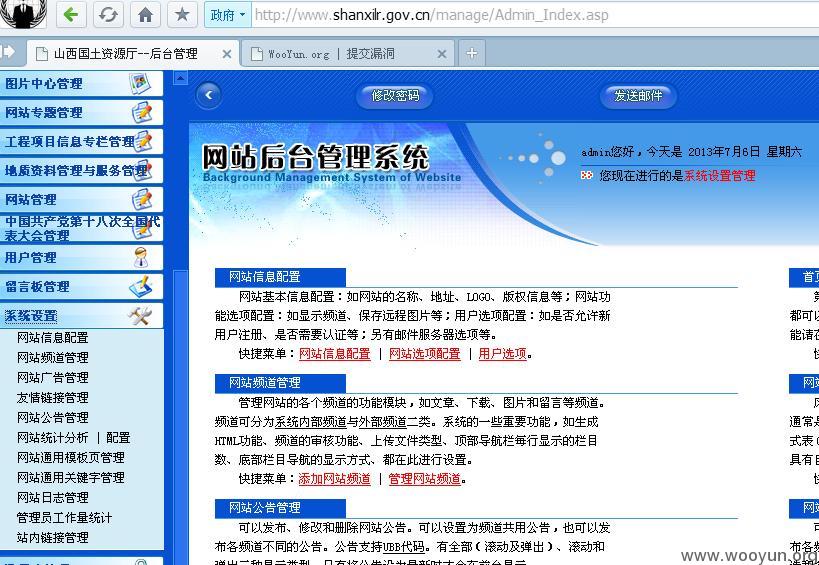 政府 http://www.shanxilr.gov.cn/manage/Admin_Index.asp
山西国土资源厅--后台管理
WooYun.org | 提交漏洞
图片中心管理
网站专题管理
工程项目信息专栏管理
地质资料管理与服务管理
网站管理
中国共产党第十八次全国代
表大会管理
用户管理
留言板管理
系统设置
网站信息配置
网站频道管理
网站广告管理
友情链接管理
网站公告管理
网站统计分析 | 配置
网站通用模板页管理
网站通用关键字管理
网站日志管理
管理员工作量统计
站内链接管理
修改密码
发送邮件
网站后台管理系统
Background Management System of Website
admin您好，今天是 2013年7月6日 星期六
您现在进行的是系统设置管理
网站信息配置
网站基本信息配置：如网站的名称、地址、LOGO、版权信息等；网站功
能选项配置：如显示频道、保存远程图片等；用户选项配置：如是否允许新
用户注册、是否需要认证等；另有邮件服务器选项等。
快捷菜单：网站信息配置 | 网站选项配置 | 用户选项。
网站频道管理
管理网站的各个频道的功能模块，如文章、下载、图片和留言等频道。
频道可分为系统内部频道与外部频道二类。系统的一些重要功能，如生成
HTML功能、频道的审核功能、上传文件类型、顶部导航栏每行显示的栏目
数、底部栏目导航的显示方式、都在此进行设置。
快捷菜单：添加网站频道 | 管理网站频道。
网站公告管理
可以发布、修改和删除网站公告。可以设置为频道共用公告，也可以发
布各频道不同的公告。公告支持UBB代码。有全部（滚动及弹出）、滚动和
首页
都可以
能请在
网站
通常是
式表（
具有自
网站
布各频
www.wooyun.org